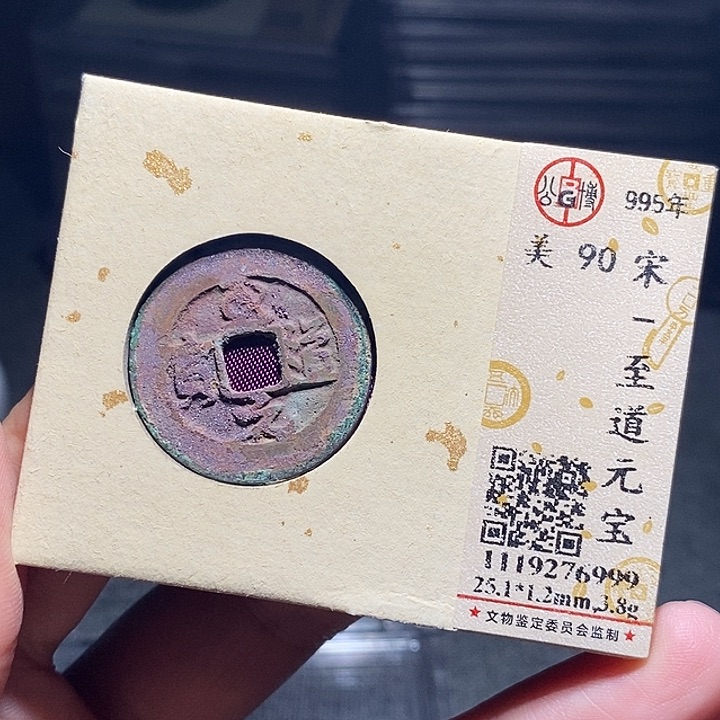 公博
995年
美 90
宋一至道元宝
1119276999
25.1*1.2mm,3.8g
★文物鉴定委员会监制★